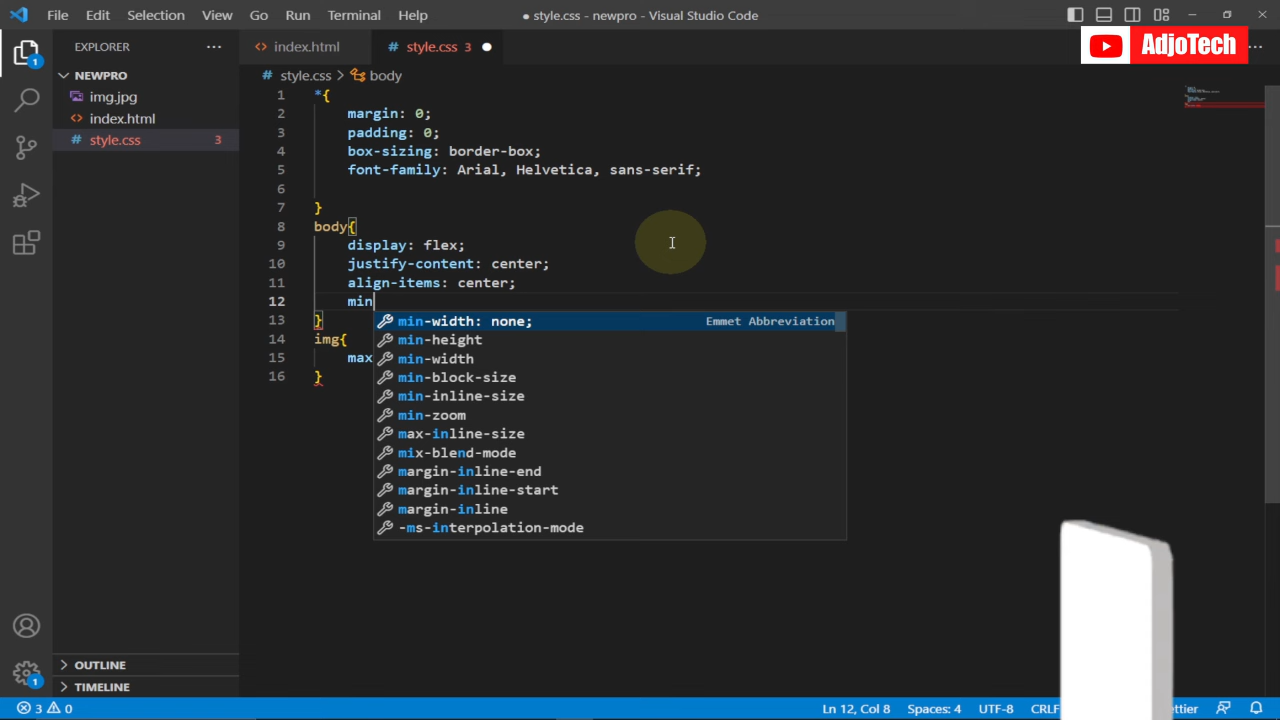 File Edit Selection View Go Run Terminal Help
● style.css - newpro - Visual Studio Code
EXPLORER
index.html
# style.css 3
AdjoTech
NEWPRO
img.jpg
index.html
# style.css 3
# style.css > body
1 *{
2 margin: 0;
3 padding: 0;
4 box-sizing: border-box;
5 font-family: Arial, Helvetica, sans-serif;
6
7 }
8 body{
9 display: flex;
10 justify-content: center;
11 align-items: center;
12 min
13 }
14 img{
15 max
16 }
min-width: none; Emmet Abbreviation
min-height
min-width
min-block-size
min-inline-size
min-zoom
max-inline-size
mix-blend-mode
margin-inline-end
margin-inline-start
margin-inline
-ms-interpolation-mode
1
1
OUTLINE
TIMELINE
3 0
Ln 12, Col 8 Spaces: 4 UTF-8 CRLF